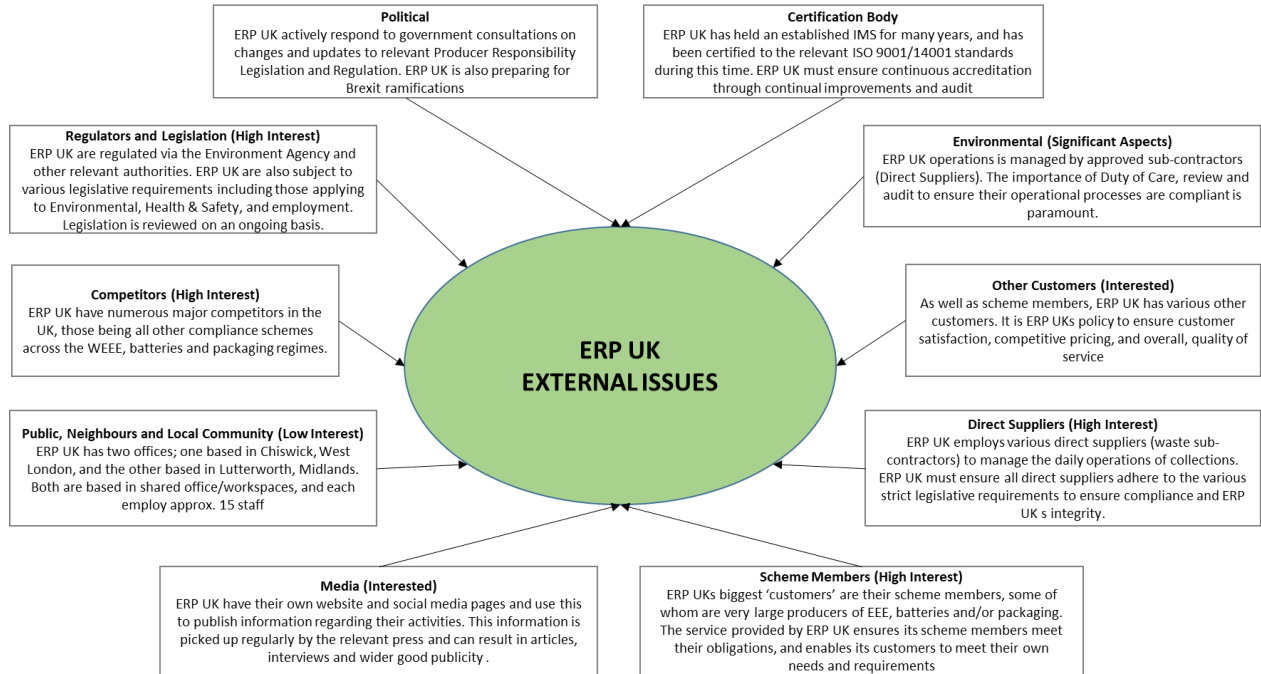 Political
ERP UK actively respond to government consultations on
changes and updates to relevant Producer Responsibility
Legislation and Regulation. ERP UK is also preparing for
Brexit ramifications
Certification Body
ERP UK has held an established IMS for many years, and has
been certified to the relevant ISO 9001/14001 standards
during this time. ERP UK must ensure continuous accreditation
through continual improvements and audit
Regulators and Legislation (High Interest)
ERP UK are regulated via the Environment Agency and
other relevant authorities. ERP UK are also subject to
various legislative requirements including those applying
to Environmental, Health & Safety, and employment.
Legislation is reviewed on an ongoing basis.
Environmental (Significant Aspects)
ERP UK operations is managed by approved sub-contractors
(Direct Suppliers). The importance of Duty of Care, review and
audit to ensure their operational processes are compliant is
paramount.
Competitors (High Interest)
ERP UK have numerous major competitors in the
UK, those being all other compliance schemes
across the WEEE, batteries and packaging regimes.
ERP UK
EXTERNAL ISSUES
Other Customers (Interested)
As well as scheme members, ERP UK has various other
customers. It is ERP UKs policy to ensure customer
satisfaction, competitive pricing, and overall, quality of
service
Public, Neighbours and Local Community (Low Interest)
ERP UK has two offices; one based in Chiswick, West
London, and the other based in Lutterworth, Midlands.
Both are based in shared office/workspaces, and each
employ approx. 15 staff
Direct Suppliers (High Interest)
ERP UK employs various direct suppliers (waste sub-
contractors) to manage the daily operations of collections.
ERP UK must ensure all direct suppliers adhere to the various
strict legislative requirements to ensure compliance and ERP
UK s integrity.
Media (Interested)
ERP UK have their own website and social media pages and use this
to publish information regarding their activities. This information is
picked up regularly by the relevant press and can result in articles,
interviews and wider good publicity .
Scheme Members (High Interest)
ERP UKs biggest ‘customers’ are their scheme members, some of
whom are very large producers of EEE, batteries and/or packaging.
The service provided by ERP UK ensures its scheme members meet
their obligations, and enables its customers to meet their own
needs and requirements